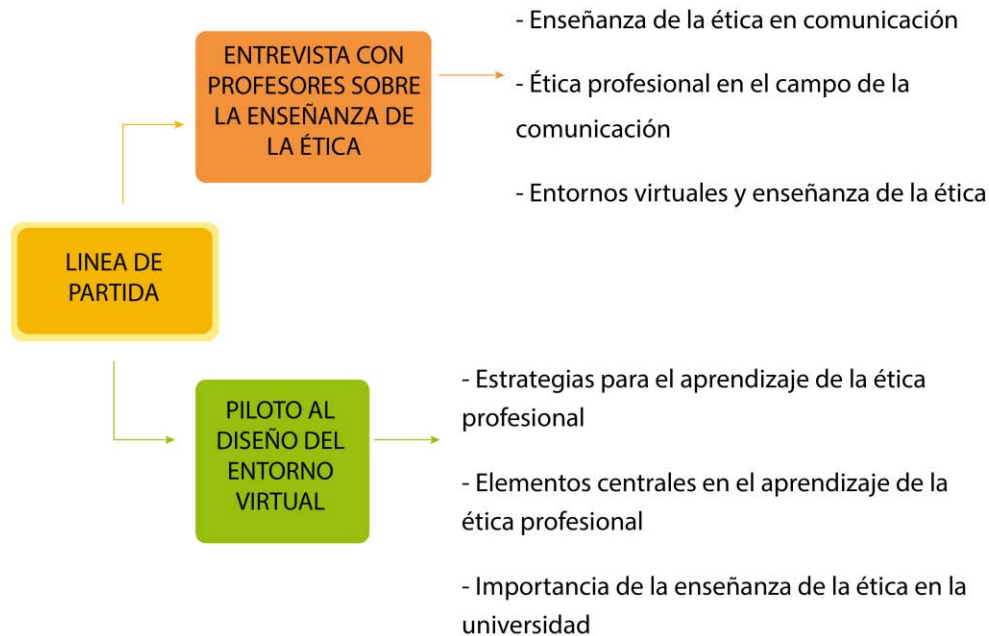 LINEA DE
PARTIDA
ENTREVISTA CON
PROFESORES SOBRE
LA ENSEÑANZA DE
LA ÉTICA
- Enseñanza de la ética en comunicación
- Ética profesional en el campo de la
comunicación
- Entornos virtuales y enseñanza de la ética
PILOTO AL
DISEÑO DEL
ENTORNO
VIRTUAL
- Estrategias para el aprendizaje de la ética
profesional
- Elementos centrales en el aprendizaje de la
ética profesional
- Importancia de la enseñanza de la ética en la
universidad